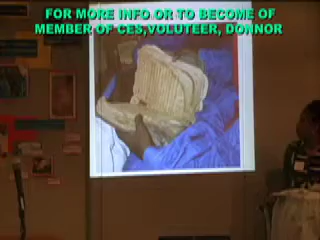 FOR MORE INFO OR TO BECOME OF
MEMBER OF CES,VOLUTEER, DONNOR